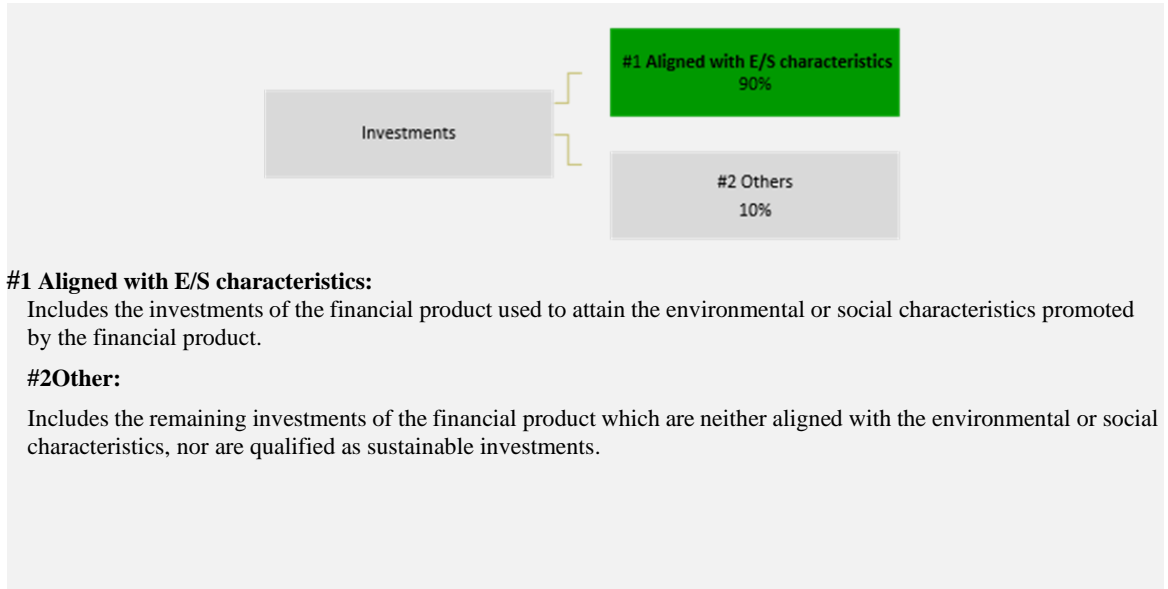 #1 Aligned with E/S characteristics
90%
Investments
#2 Others
10%
#1 Aligned with E/S characteristics:
Includes the investments of the financial product used to attain the environmental or social characteristics promoted
by the financial product.
#2Other:
Includes the remaining investments of the financial product which are neither aligned with the environmental or social
characteristics, nor are qualified as sustainable investments.